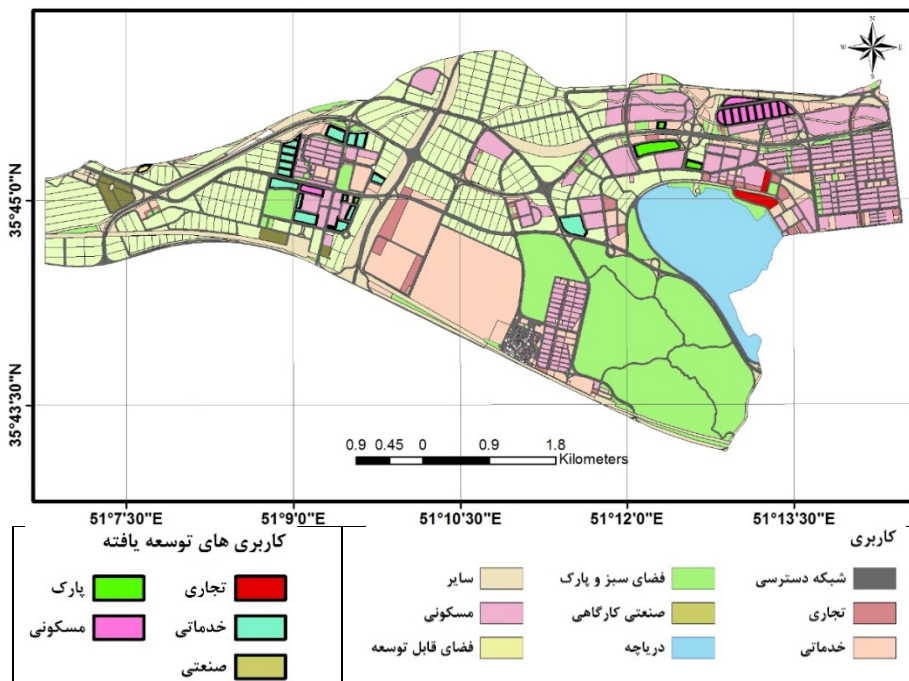 N
W E
S
35°45'0"N
35°43'30"N
0.9 0.45 0 0.9 1.8
Kilometers
51°7'30"E 51°9'0"E 51°10'30"E 51°12'0"E 51°13'30"E
کاربری
شبکه دسترسی فضای سبز و پارک سایر
تجاری صنعتی کارگاهی مسکونی
خدماتی دریاچه فضای قابل توسعه
کاربری های توسعه یافته
تجاری پارک
خدماتی مسکونی
صنعتی